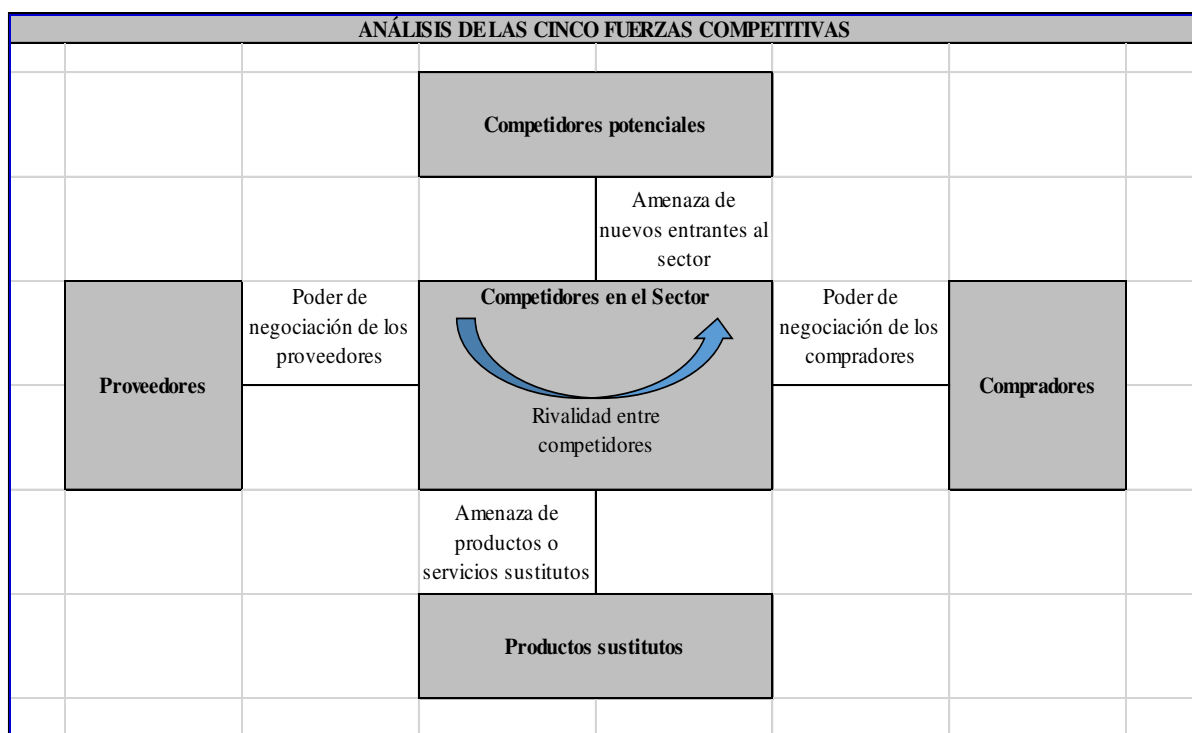 ANÁLISIS DE LAS CINCO FUERZAS COMPETITIVAS
Competidores potenciales
Amenaza de
nuevos entrantes al
sector
Proveedores
Poder de
negociación de los
proveedores
Competidores en el Sector
Rivalidad entre
competidores
Poder de
negociación de los
compradores
Compradores
Amenaza de
productos o
servicios sustitutos
Productos sustitutos